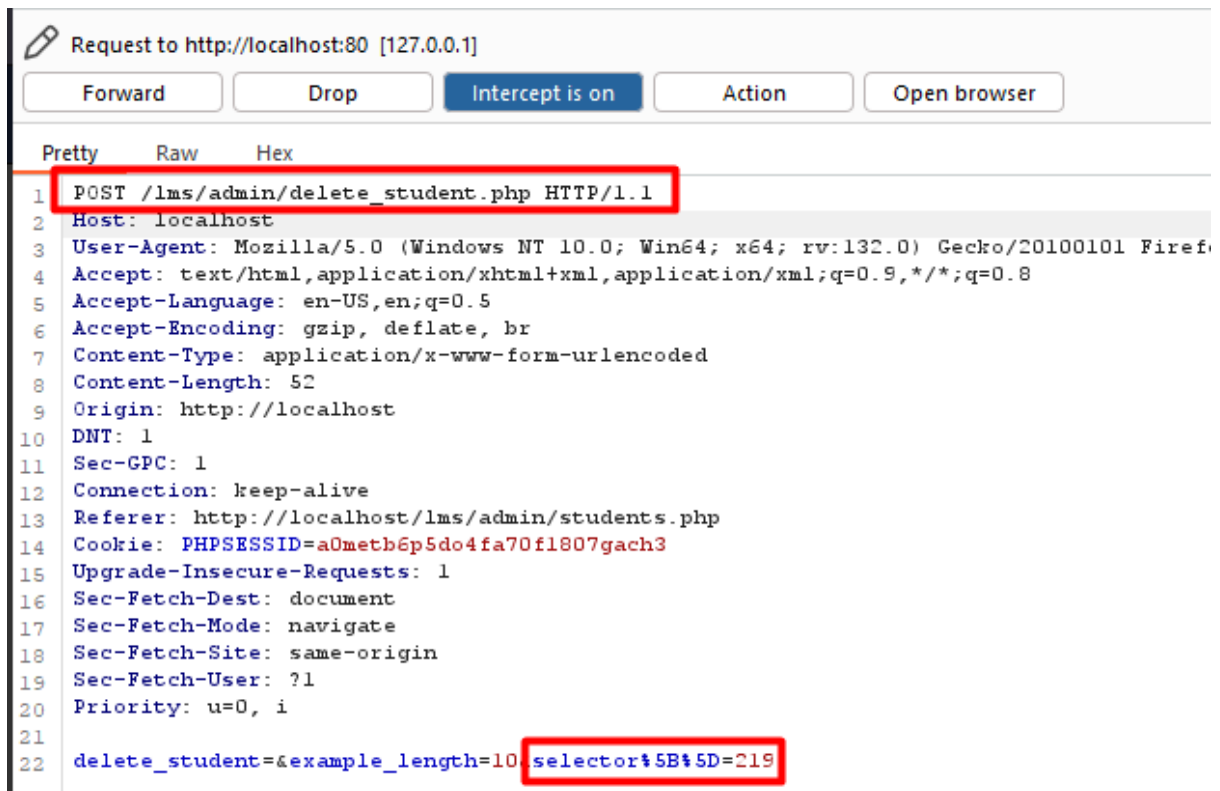 Request to http://localhost:80 [127.0.0.1]
Forward Drop Intercept is on Action Open browser
Pretty Raw Hex
1 POST /lms/admin/delete_student.php HTTP/1.1
2 Host: localhost
3 User-Agent: Mozilla/5.0 (Windows NT 10.0; Win64; x64; rv:132.0) Gecko/20100101 Firef
4 Accept: text/html,application/xhtml+xml,application/xml;q=0.9,*/*;q=0.8
5 Accept-Language: en-US,en;q=0.5
6 Accept-Encoding: gzip, deflate, br
7 Content-Type: application/x-www-form-urlencoded
8 Content-Length: 52
9 Origin: http://localhost
10 DNT: 1
11 Sec-GPC: 1
12 Connection: keep-alive
13 Referer: http://localhost/lms/admin/students.php
14 Cookie: PHPSESSID=a0metb6p5do4fa70f1807gach3
15 Upgrade-Insecure-Requests: 1
16 Sec-Fetch-Dest: document
17 Sec-Fetch-Mode: navigate
18 Sec-Fetch-Site: same-origin
19 Sec-Fetch-User: ?1
20 Priority: u=0, i
21
22 delete_student=&example_length=10&selector%5B%5D=219